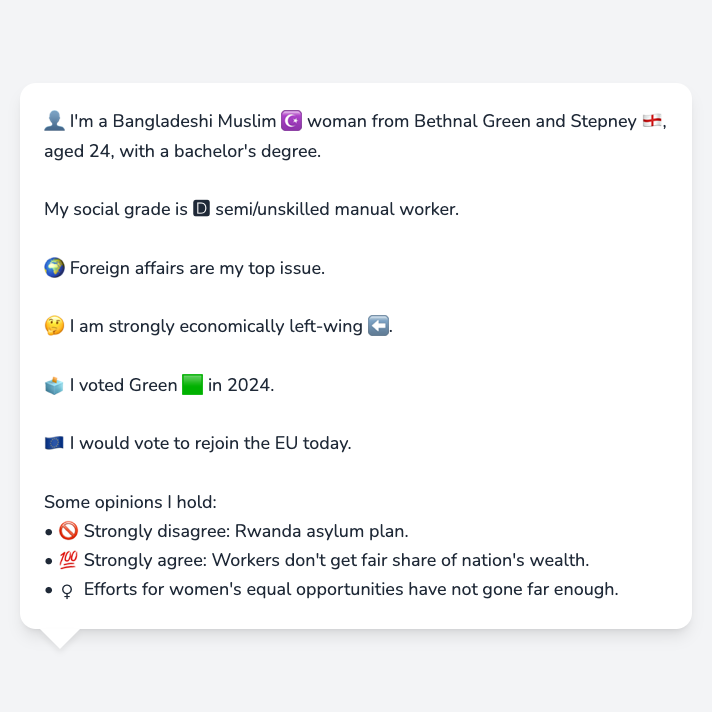 👤 I'm a Bangladeshi Muslim ☪️ woman from Bethnal Green and Stepney 🏴󠁧󠁢󠁥󠁮󠁧󠁿,
aged 24, with a bachelor's degree.
My social grade is 🅳 semi/unskilled manual worker.
🌍 Foreign affairs are my top issue.
🤔 I am strongly economically left-wing ⬅️.
🗳️ I voted Green 🟩 in 2024.
🇪🇺 I would vote to rejoin the EU today.
Some opinions I hold:
• 🚫 Strongly disagree: Rwanda asylum plan.
• 💯 Strongly agree: Workers don't get fair share of nation's wealth.
• ♀ Efforts for women's equal opportunities have not gone far enough.